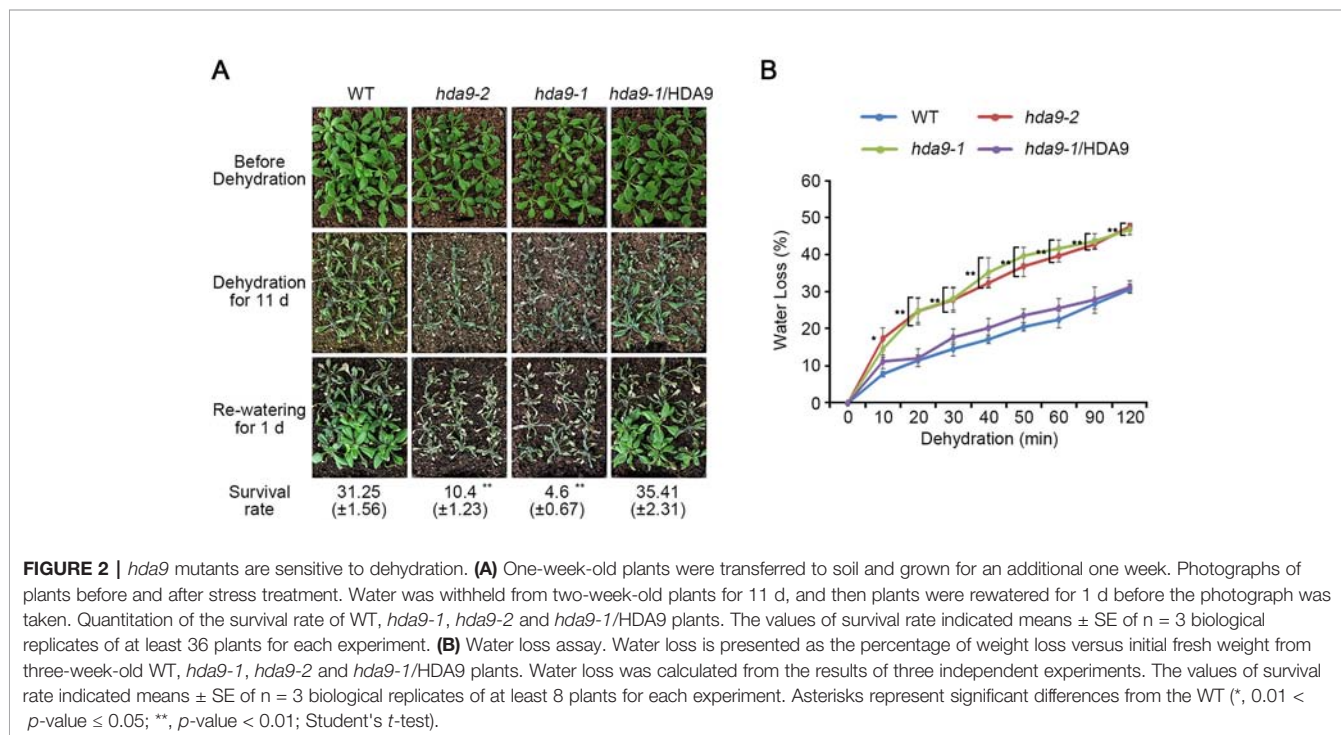 A
WT hda9-2 hda9-1 hda9-1/HDA9
Before
Dehydration
Dehydration
for 11 d
Re-watering
for 1 d
Survival
rate
31.25 10.4 ** 4.6 ** 35.41
(±1.56) (±1.23) (±0.67) (±2.31)
B
WT hda9-2
hda9-1 hda9-1/HDA9
Water Loss (%)
60
50
40
30
20
10
0
* ** ** ** ** ** ** **
0 10 20 30 40 50 60 90 120
Dehydration (min)
FIGURE 2 | hda9 mutants are sensitive to dehydration. (A) One-week-old plants were transferred to soil and grown for an additional one week. Photographs of
plants before and after stress treatment. Water was withheld from two-week-old plants for 11 d, and then plants were rewatered for 1 d before the photograph was
taken. Quantitation of the survival rate of WT, hda9-1, hda9-2 and hda9-1/HDA9 plants. The values of survival rate indicated means ± SE of n = 3 biological
replicates of at least 36 plants for each experiment. (B) Water loss assay. Water loss is presented as the percentage of weight loss versus initial fresh weight from
three-week-old WT, hda9-1, hda9-2 and hda9-1/HDA9 plants. Water loss was calculated from the results of three independent experiments. The values of survival
rate indicated means ± SE of n = 3 biological replicates of at least 8 plants for each experiment. Asterisks represent significant differences from the WT (*, 0.01 <
p-value ≤ 0.05; **, p-value < 0.01; Student's t-test).